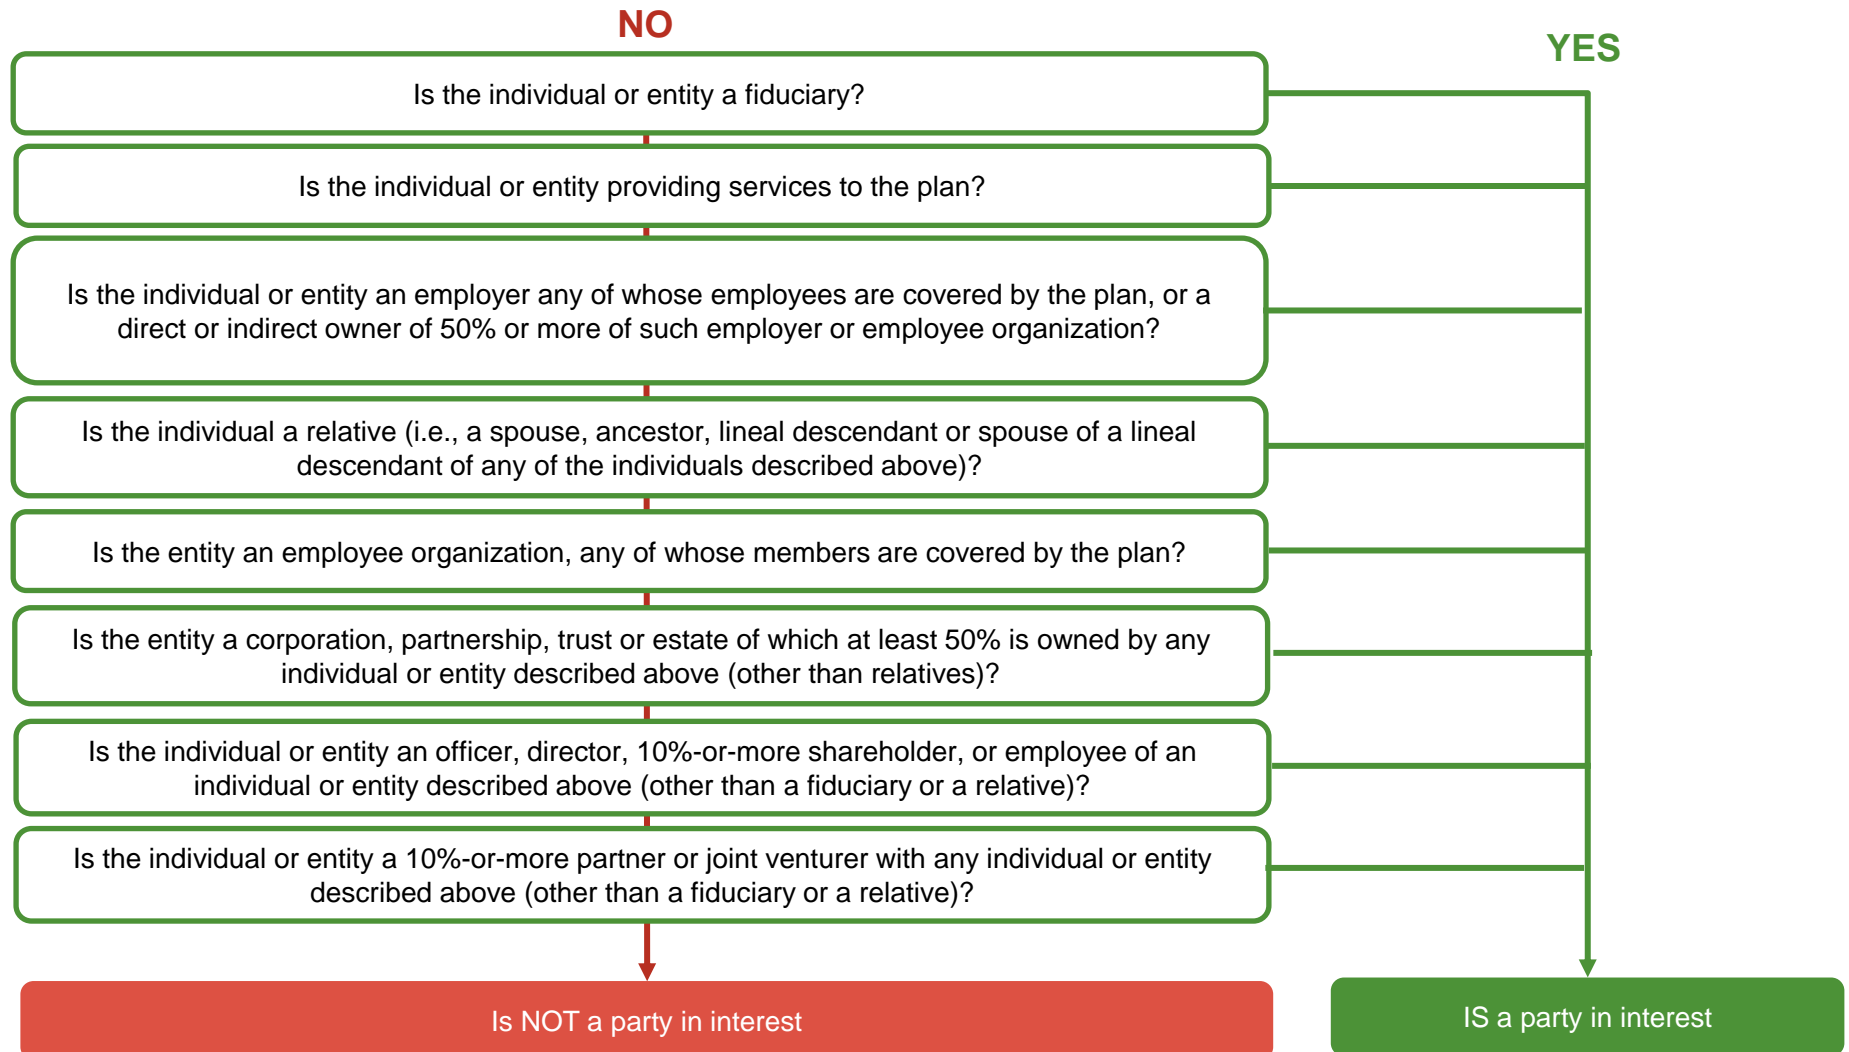 NO
YES
Is the individual or entity a fiduciary?
Is the individual or entity providing services to the plan?
Is the individual or entity an employer any of whose employees are covered by the plan, or a
direct or indirect owner of 50% or more of such employer or employee organization?
Is the individual a relative (i.e., a spouse, ancestor, lineal descendant or spouse of a lineal
descendant of any of the individuals described above)?
Is the entity an employee organization, any of whose members are covered by the plan?
Is the entity a corporation, partnership, trust or estate of which at least 50% is owned by any
individual or entity described above (other than relatives)?
Is the individual or entity an officer, director, 10%-or-more shareholder, or employee of an
individual or entity described above (other than a fiduciary or a relative)?
Is the individual or entity a 10%-or-more partner or joint venturer with any individual or entity
described above (other than a fiduciary or a relative)?
Is NOT a party in interest
IS a party in interest